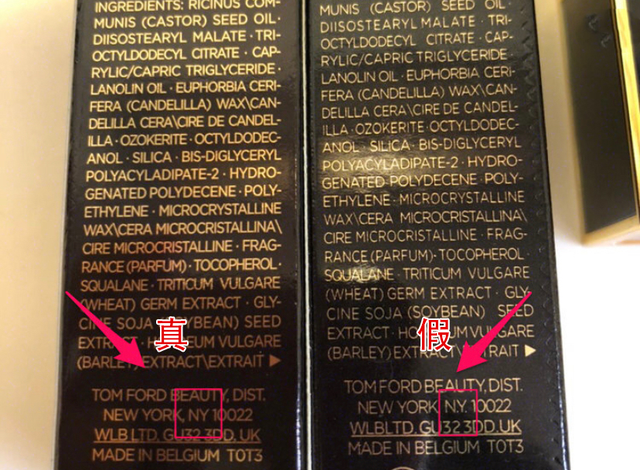 INGREDIENTS: RICINUS COM-
MUNIS (CASTOR) SEED OIL ·
DIISOSTEARYL MALATE · TRI-
OCTYLDODECYL CITRATE · CAP-
RYLIC/CAPRIC TRIGLYCERIDE ·
LANOLIN OIL · EUPHORBIA CERI-
FERA (CANDELILLA) WAX\CAN-
DELILLA CERA\CIRE DE CANDEL-
ILLA · OZOKERITE · OCTYLDODEC-
ANOL · SILICA · BIS-DIGLYCERYL
POLYACYLADIPATE-2 · HYDRO-
GENATED POLYDECENE · POLY-
ETHYLENE · MICROCRYSTALLINE
WAX\CERA MICROCRISTALLINA\
CIRE MICROCRISTALLINE · FRAG-
RANCE (PARFUM) · TOCOPHEROL ·
SQUALANE · TRITICUM VULGARE
(WHEAT) GERM EXTRACT · GLY-
CINE SOJA (SOYBEAN) SEED
EXTRACT · VULGARE
(BARLEY) EXTRACT\EXTRAIT ▶
真
TOM FORD BEAUTY, DIST.
NEW YORK, NY 10022
WLB LTD. GU32 3DD. UK
MADE IN BELGIUM TOT3
MUNIS (CASTOR) SEED OIL ·
DIISOSTEARYL MALATE · TRI-
OCTYLDODECYL CITRATE · CAP-
RYLIC/CAPRIC TRIGLYCERIDE ·
LANOLIN OIL · EUPHORBIA CERI-
FERA (CANDELILLA) WAX\CAN-
DELILLA CERA\CIRE DE CANDEL-
ILLA · OZOKERITE · OCTYLDODEC-
ANOL · SILICA · BIS-DIGLYCERYL
POLYACYLADIPATE-2 · HYDRO-
GENATED POLYDECENE · POLY-
ETHYLENE · MICROCRYSTALLINE
WAX\CERA MICROCRISTALLINA\
CIRE MICROCRISTALLINE · FRAG-
RANCE (PARFUM) · TOCOPHEROL ·
SQUALANE · TRITICUM VULGARE
(WHEAT) GERM EXTRACT · GLY-
CINE SOJA (SOYBEAN) SEED
EXTRACT · VULGARE
(BARLEY) EXTRACT\EXTRAIT ▶
假
TOM FORD BEAUTY, DIST.
NEW YORK, N.Y. 10022
WLB LTD. GU32 3DD. UK
MADE IN BELGIUM TOT3